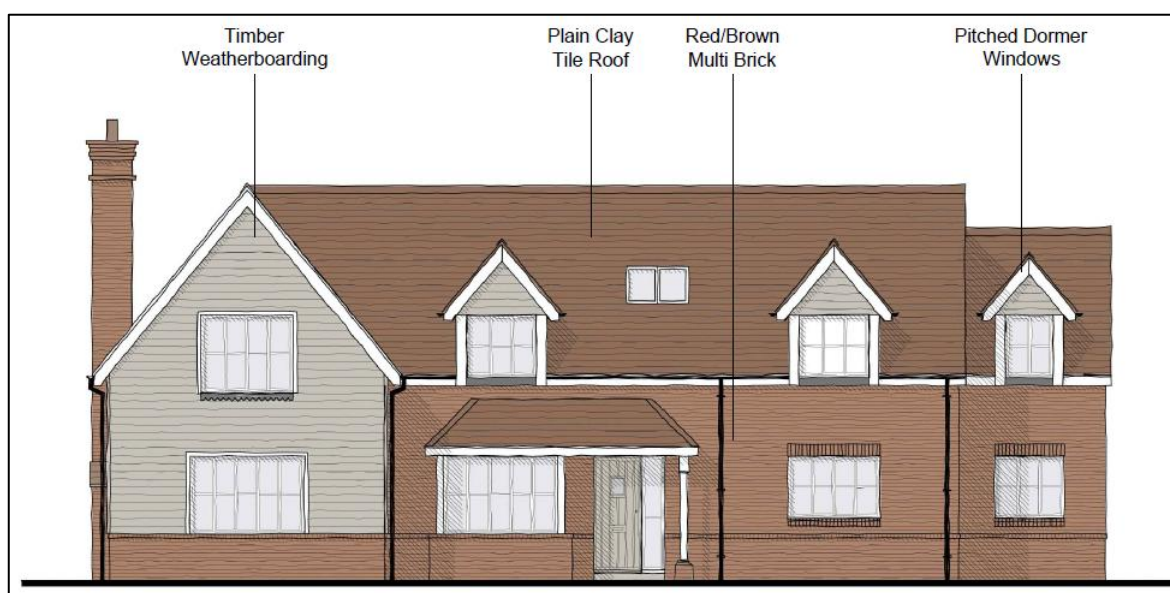 Timber
Weatherboarding
Plain Clay
Tile Roof
Red/Brown
Multi Brick
Pitched Dormer
Windows